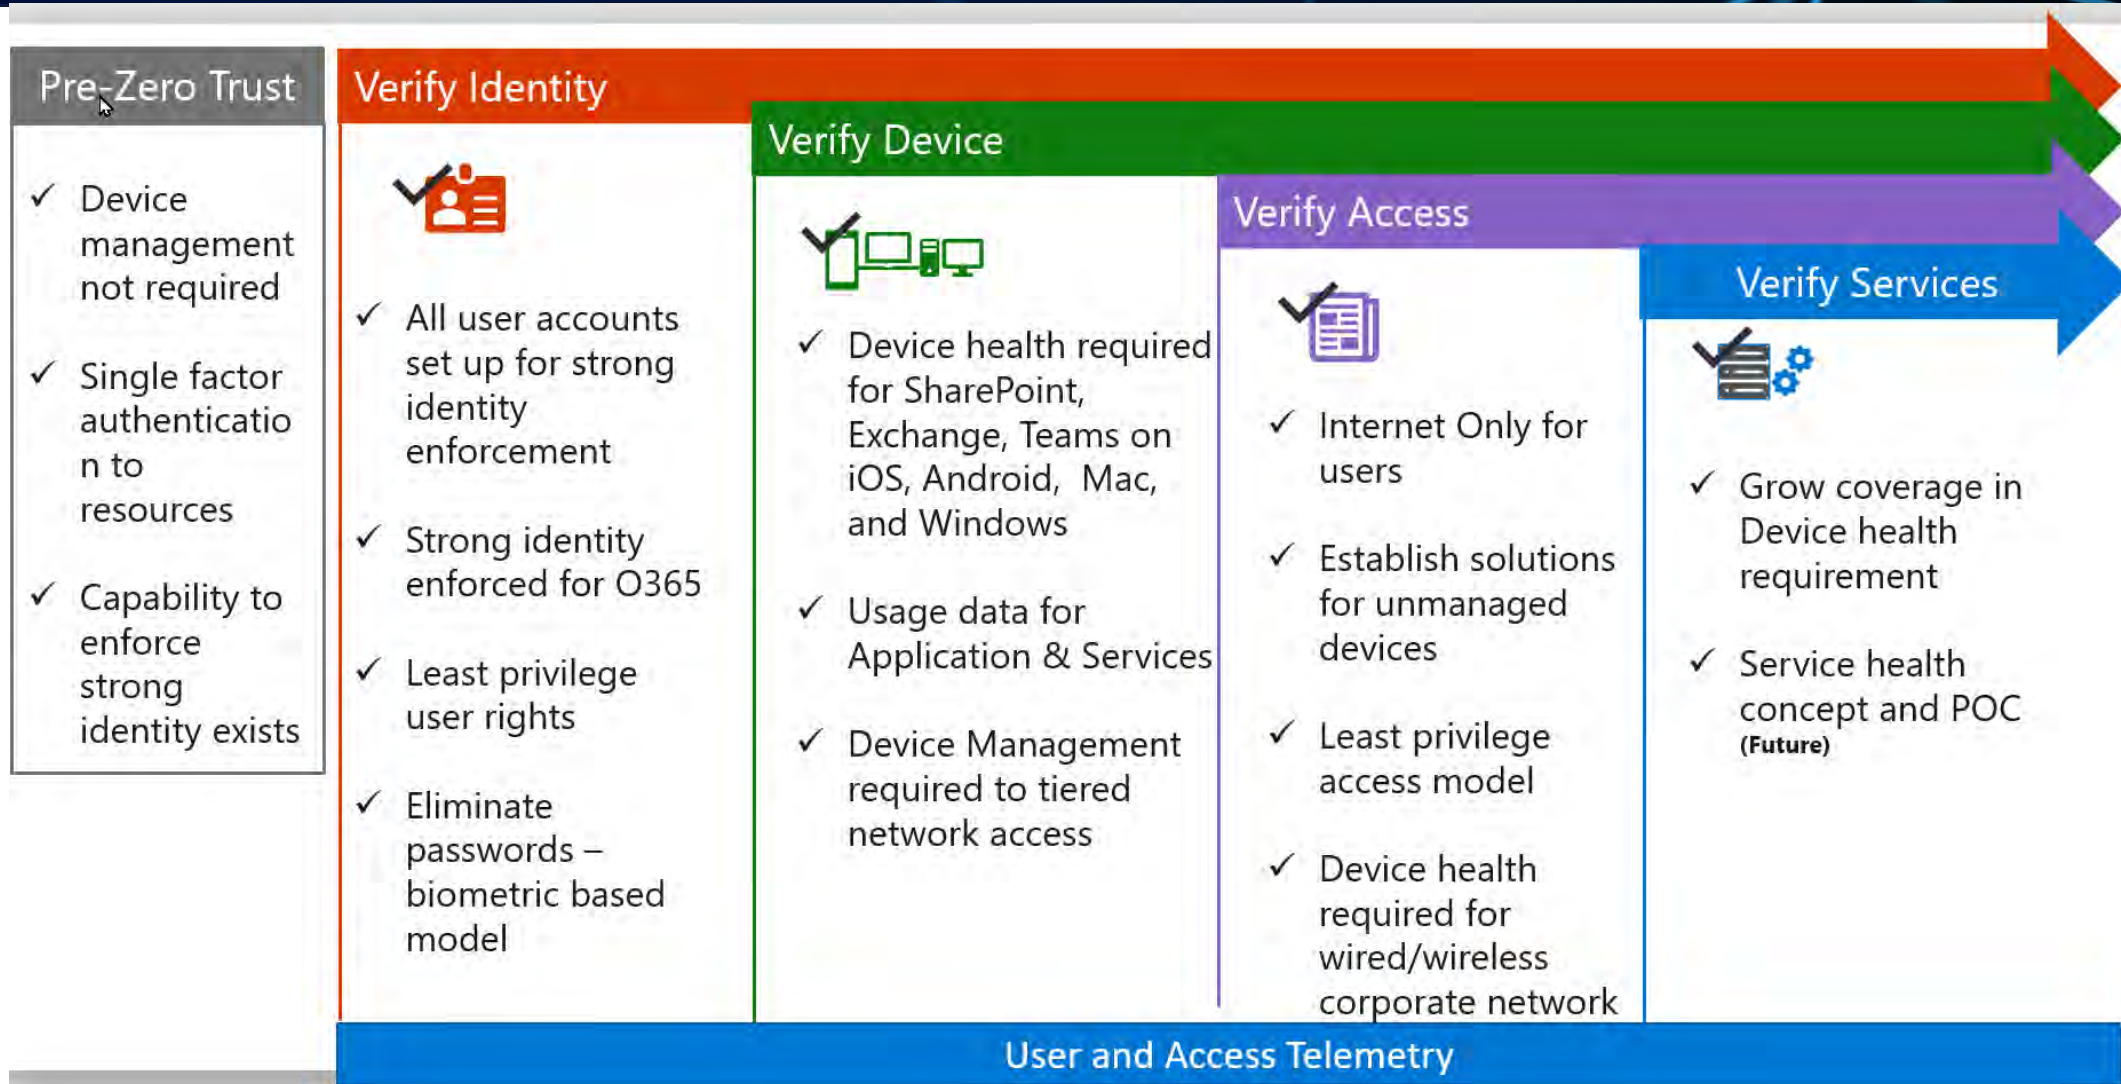 Pre-Zero Trust
✓ Device
management
not required
✓ Single factor
authenticatio
n to
resources
✓ Capability to
enforce
strong
identity exists
Verify Identity
✓ All user accounts
set up for strong
identity
enforcement
✓ Strong identity
enforced for O365
✓ Least privilege
user rights
✓ Eliminate
passwords –
biometric based
model
Verify Device
✓ Device health required
for SharePoint,
Exchange, Teams on
iOS, Android, Mac,
and Windows
✓ Usage data for
Application & Services
✓ Device Management
required to tiered
network access
Verify Access
✓ Internet Only for
users
✓ Establish solutions
for unmanaged
devices
✓ Least privilege
access model
✓ Device health
required for
wired/wireless
corporate network
Verify Services
✓ Grow coverage in
Device health
requirement
✓ Service health
concept and POC
(Future)
User and Access Telemetry